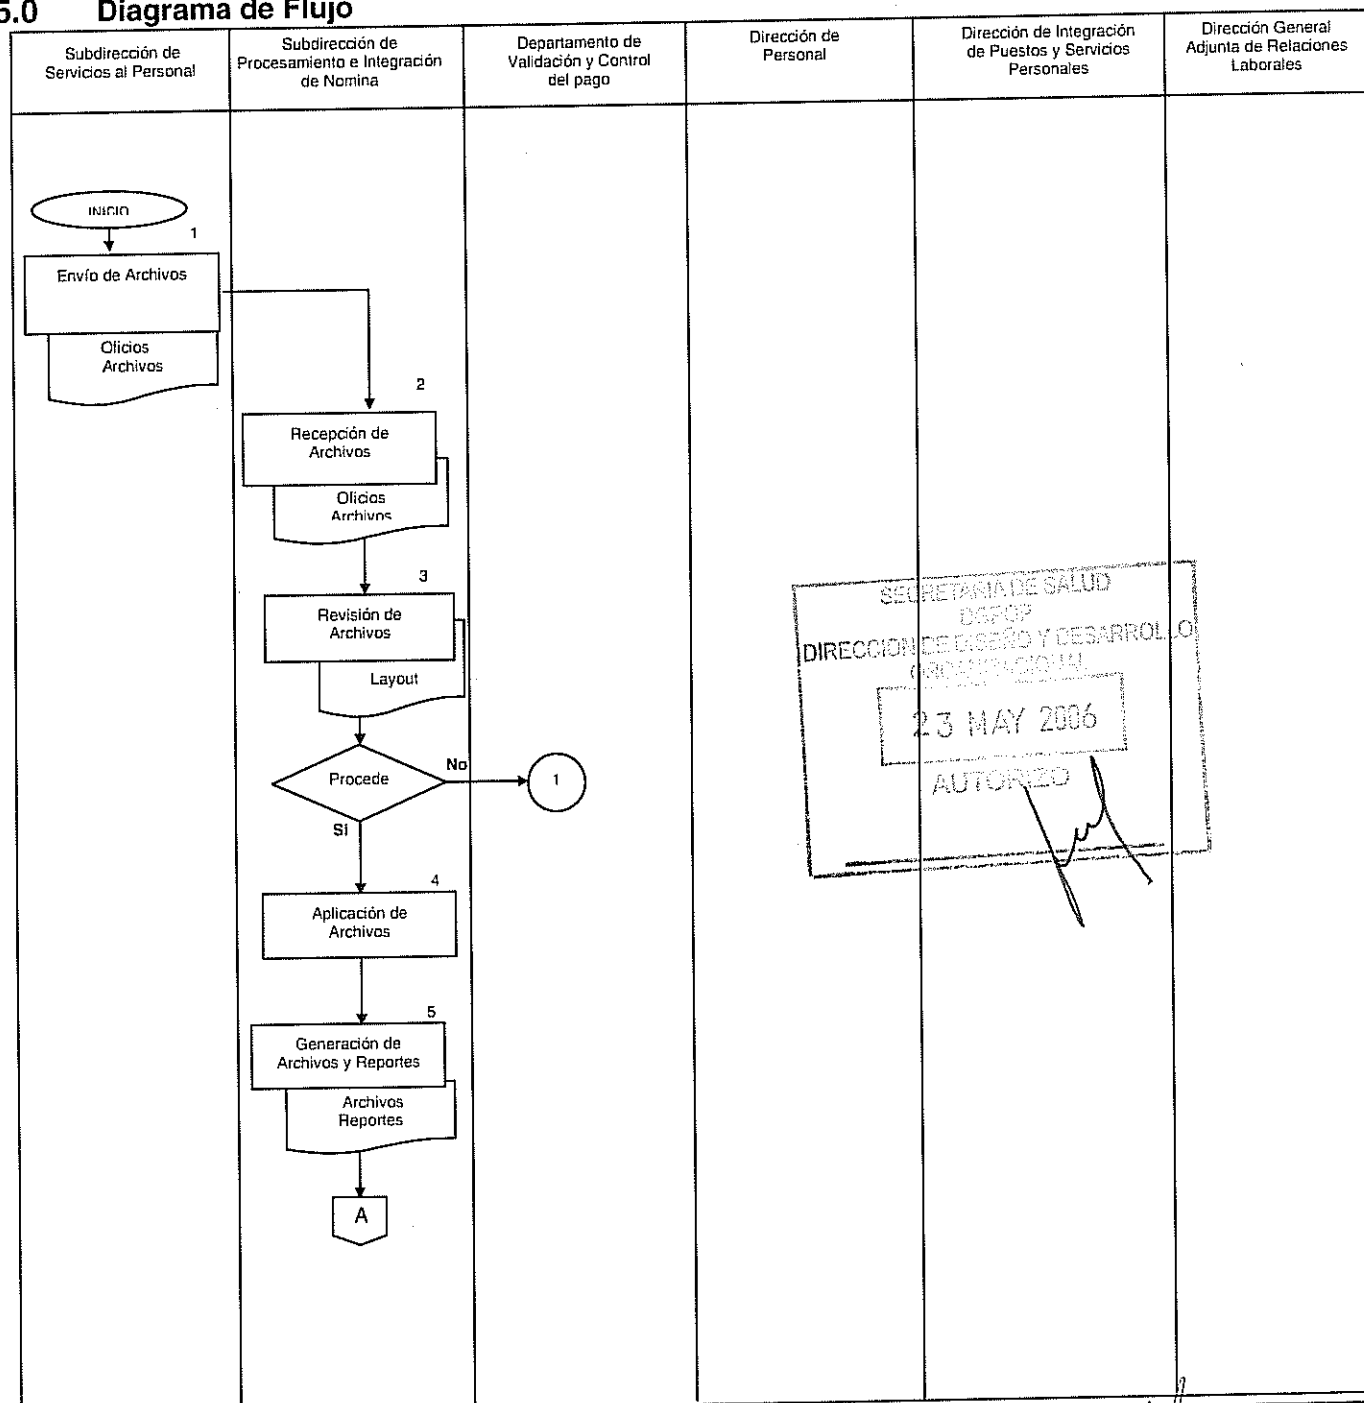 5.0 Diagrama de Flujo
Subdirección de
Servicios al Personal
Subdirección de
Procesamiento e Integración
de Nomina
Departamento de
Validación y Control
del pago
Dirección de
Personal
Dirección de Integración
de Puestos y Servicios
Personales
Dirección General
Adjunta de Relaciones
Laborales
INICIO
1
Envío de Archivos
Oficios
Archivos
2
Recepción de
Archivos
Oficios
Archivos
3
Revisión de
Archivos
Layout
Procede
No
1
SI
4
Aplicación de
Archivos
5
Generación de
Archivos y Reportes
Archivos
Reportes
A
SECRETARIA DE SALUD
DGPOP
DIRECCION DE DISEÑO Y DESARROLLO
ORGANIZACIONAL
23 MAY 2006
AUTORIZO